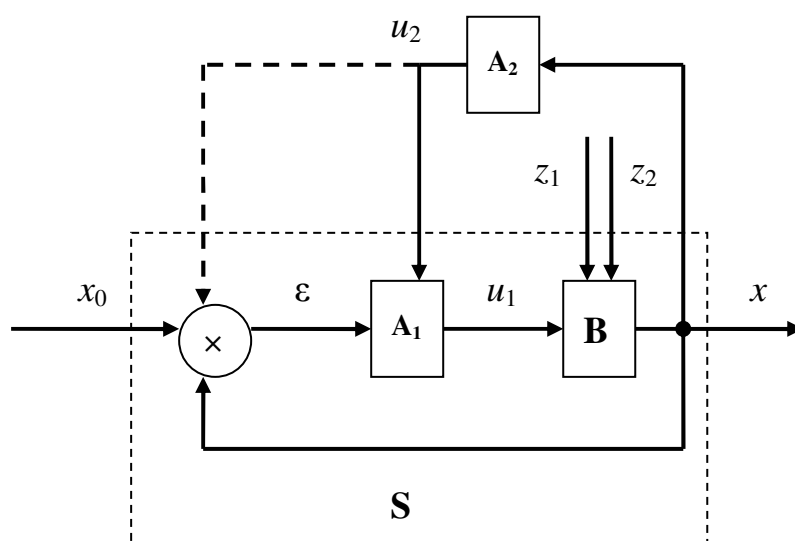 u₂
A₂
z₁
z₂
x₀
ε
A₁
u₁
B
x
×
S